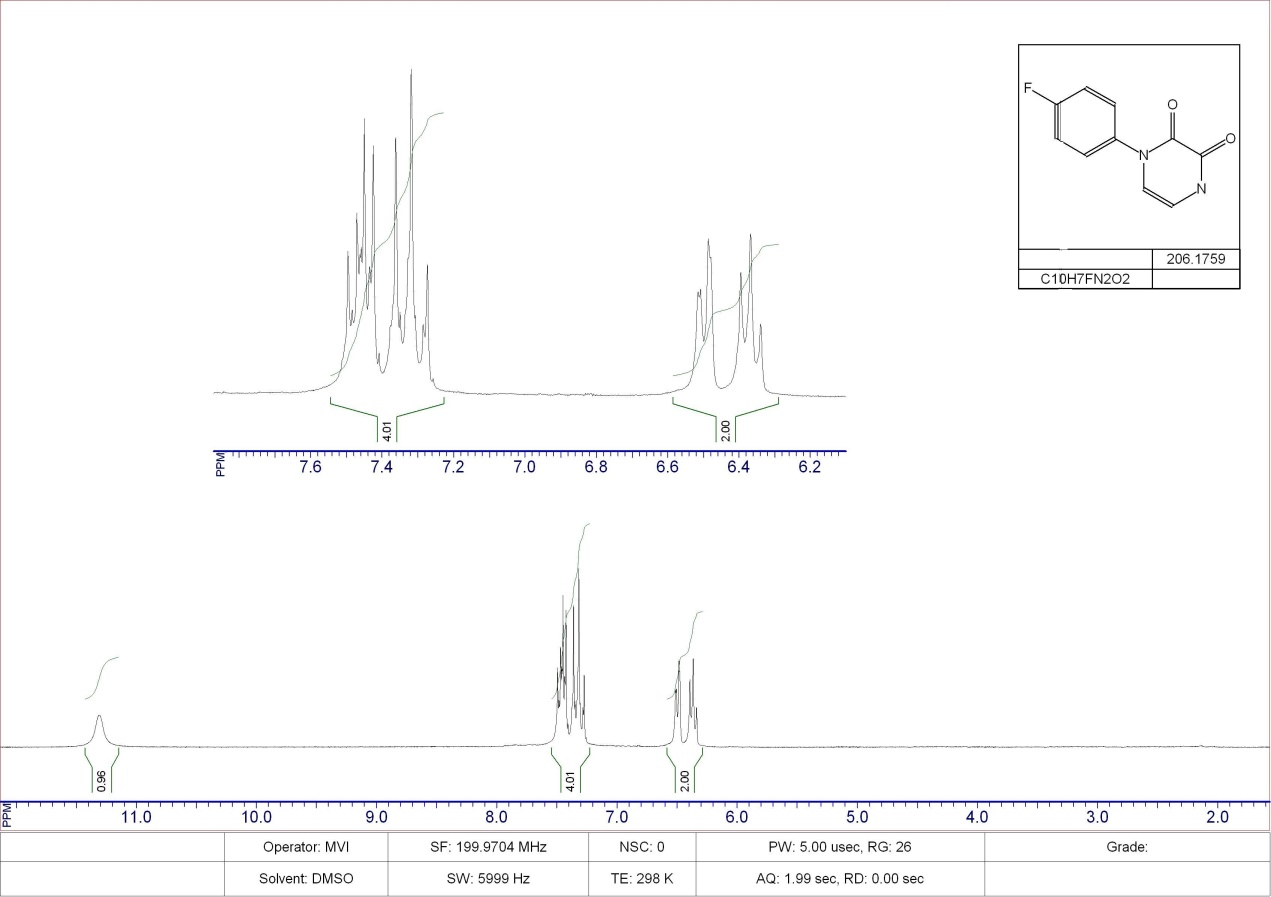 F
O
O
N
N
206.1759
C10H7FN2O2
4.01
2.00
PPM
7.6 7.4 7.2 7.0 6.8 6.6 6.4 6.2
0.96
4.01
2.00
PPM
11.0 10.0 9.0 8.0 7.0 6.0 5.0 4.0 3.0 2.0
Operator: MVI SF: 199.9704 MHz NSC: 0 PW: 5.00 usec, RG: 26 Grade:
Solvent: DMSO SW: 5999 Hz TE: 298 K AQ: 1.99 sec, RD: 0.00 sec